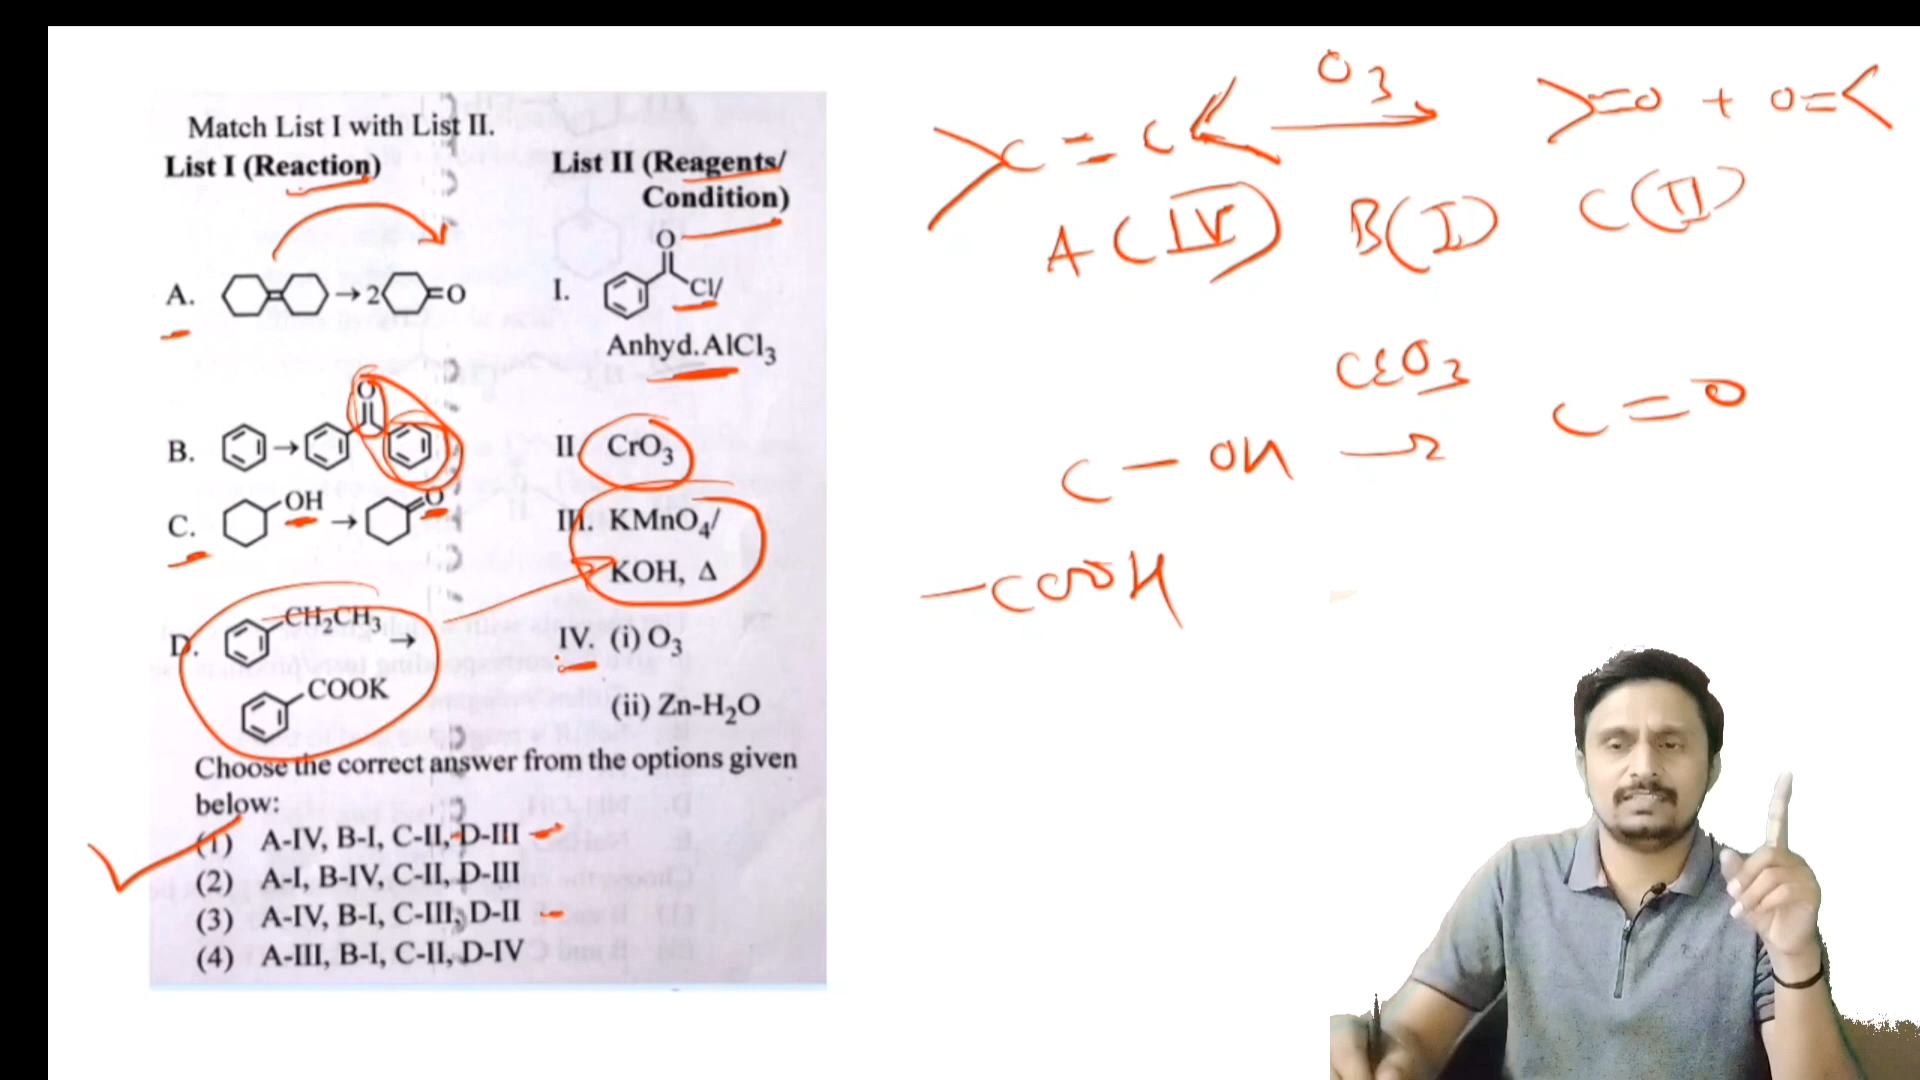 Match List I with List II.
List I (Reaction)
List II (Reagents/
Condition)
A. → 2 =O
I. O Cl/
Anhyd.AlCl₃
B. → O
II. CrO₃
C. OH → O
III. KMnO₄/
KOH, Δ
D. CH₂CH₃ →
COOK
IV. (i) O₃
(ii) Zn-H₂O
Choose the correct answer from the options given
below:
(1) A-IV, B-I, C-II, D-III
(2) A-I, B-IV, C-II, D-III
(3) A-IV, B-I, C-III, D-II
(4) A-III, B-I, C-II, D-IV
O₃
C = C → =O + O=
A (IV) B(I) C(II)
CrO₃
C - OH → C = O
-COOH